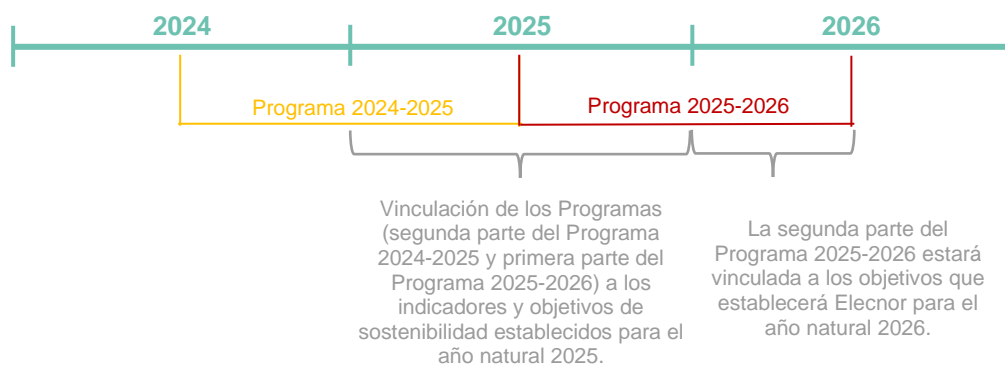 2024
2025
2026
Programa 2024-2025
Programa 2025-2026
Vinculación de los Programas
(segunda parte del Programa
2024-2025 y primera parte del
Programa 2025-2026) a los
indicadores y objetivos de
sostenibilidad establecidos para el
año natural 2025.
La segunda parte del
Programa 2025-2026 estará
vinculada a los objetivos que
establecerá Elecnor para el
año natural 2026.